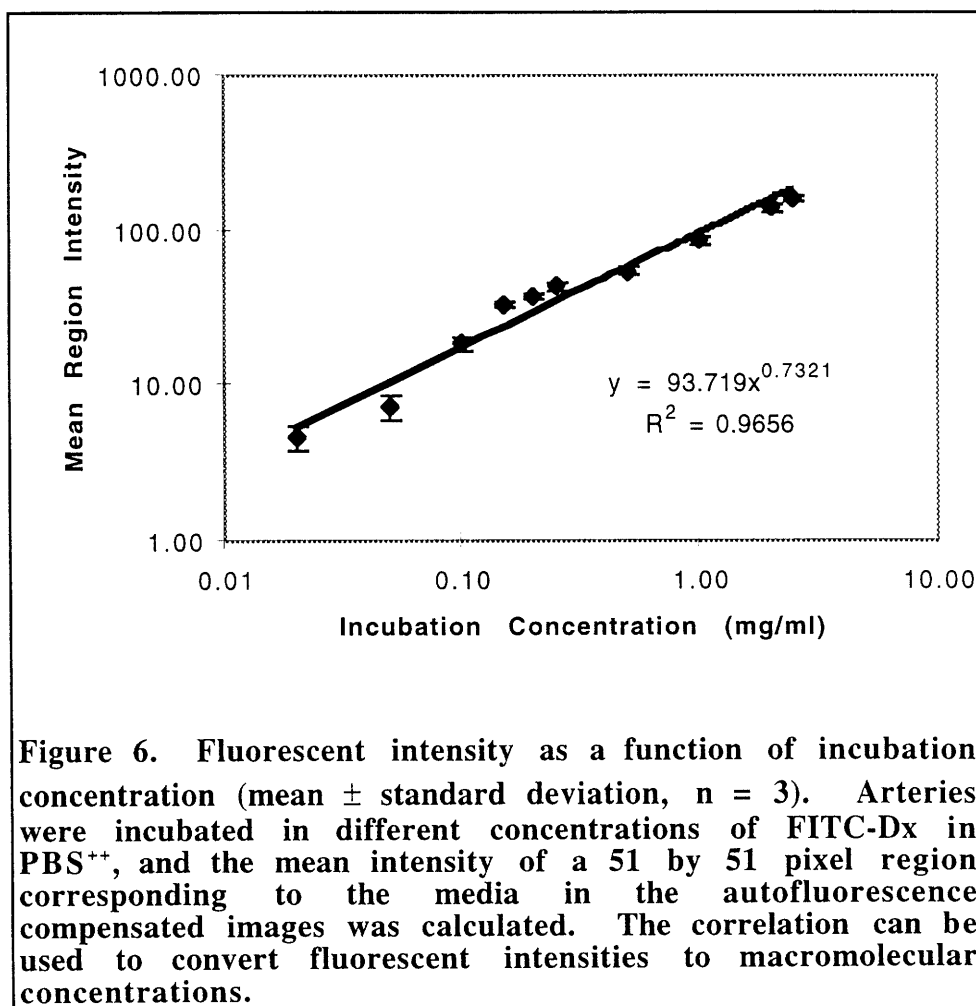 1000.00
100.00
10.00
1.00
Mean Region Intensity
y = 93.719x^0.7321
R^2 = 0.9656
0.01 0.10 1.00 10.00
Incubation Concentration (mg/ml)
Figure 6. Fluorescent intensity as a function of incubation
concentration (mean ± standard deviation, n = 3). Arteries
were incubated in different concentrations of FITC-Dx in
PBS⁺⁺, and the mean intensity of a 51 by 51 pixel region
corresponding to the media in the autofluorescence
compensated images was calculated. The correlation can be
used to convert fluorescent intensities to macromolecular
concentrations.